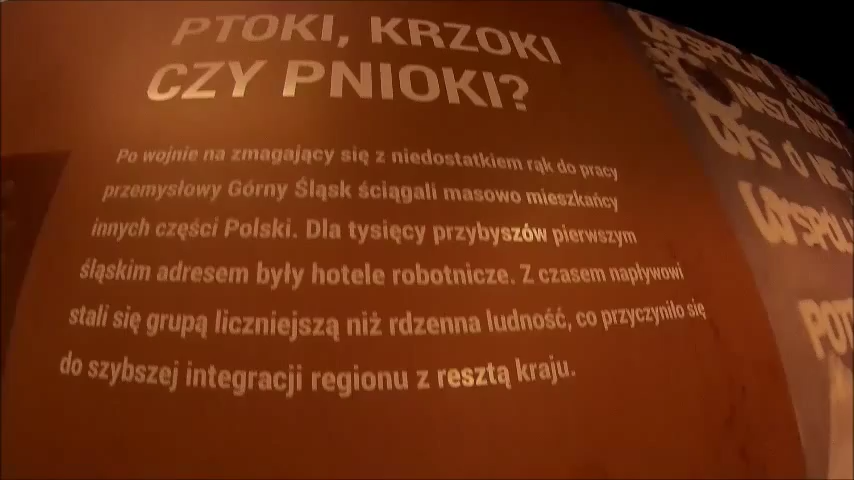 PTOKI, KRZOKI
CZY PNIOKI?
Po wojnie na zmagający się z niedostatkiem rąk do pracy
przemysłowy Górny Śląsk ściągali masowo mieszkańcy
innych części Polski. Dla tysięcy przybyszów pierwszym
śląskim adresem były hotele robotnicze. Z czasem napływowi
stali się grupą liczniejszą niż rdzenna ludność, co przyczyniło się
do szybszej integracji regionu z resztą kraju.